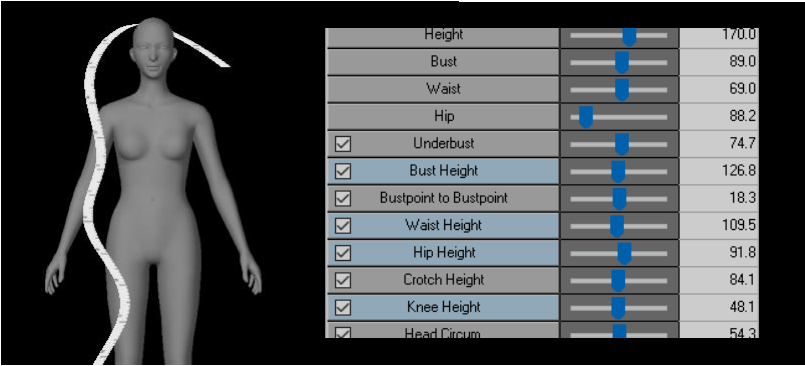 Height 170.0
Bust 89.0
Waist 69.0
Hip 88.2
Underbust 74.7
Bust Height 126.8
Bustpoint to Bustpoint 18.3
Waist Height 109.5
Hip Height 91.8
Crotch Height 84.1
Knee Height 48.1
Head Circum 54.3